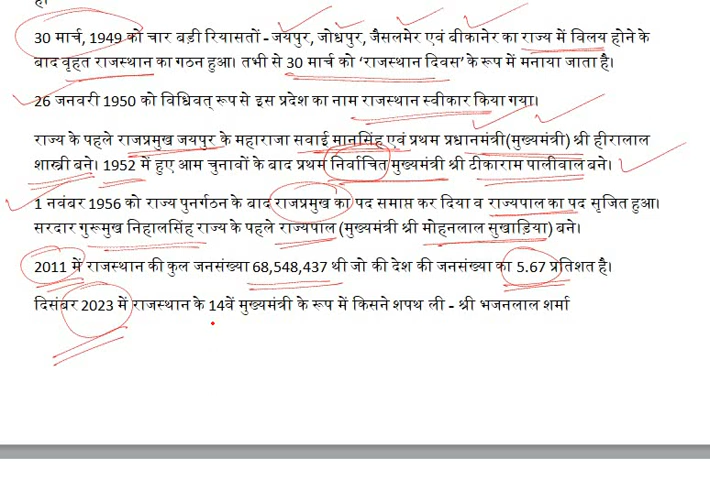 है।
30 मार्च, 1949 को चार बड़ी रियासतों - जयपुर, जोधपुर, जैसलमेर एवं बीकानेर का राज्य में विलय होने के
बाद वृहत राजस्थान का गठन हुआ। तभी से 30 मार्च को 'राजस्थान दिवस' के रूप में मनाया जाता है।
26 जनवरी 1950 को विधिवत् रूप से इस प्रदेश का नाम राजस्थान स्वीकार किया गया।
राज्य के पहले राजप्रमुख जयपुर के महाराजा सवाई मानसिंह एवं प्रथम प्रधानमंत्री(मुख्यमंत्री) श्री हीरालाल
शास्त्री बने। 1952 में हुए आम चुनावों के बाद प्रथम निर्वाचित मुख्यमंत्री श्री टीकाराम पालीवाल बने।
1 नवंबर 1956 को राज्य पुनर्गठन के बाद राजप्रमुख का पद समाप्त कर दिया व राज्यपाल का पद सृजित हुआ।
सरदार गुरूमुख निहालसिंह राज्य के पहले राज्यपाल (मुख्यमंत्री श्री मोहनलाल सुखाड़िया) बने।
2011 में राजस्थान की कुल जनसंख्या 68,548,437 थी जो की देश की जनसंख्या का 5.67 प्रतिशत है।
दिसंबर 2023 में राजस्थान के 14वें मुख्यमंत्री के रूप में किसने शपथ ली - श्री भजनलाल शर्मा